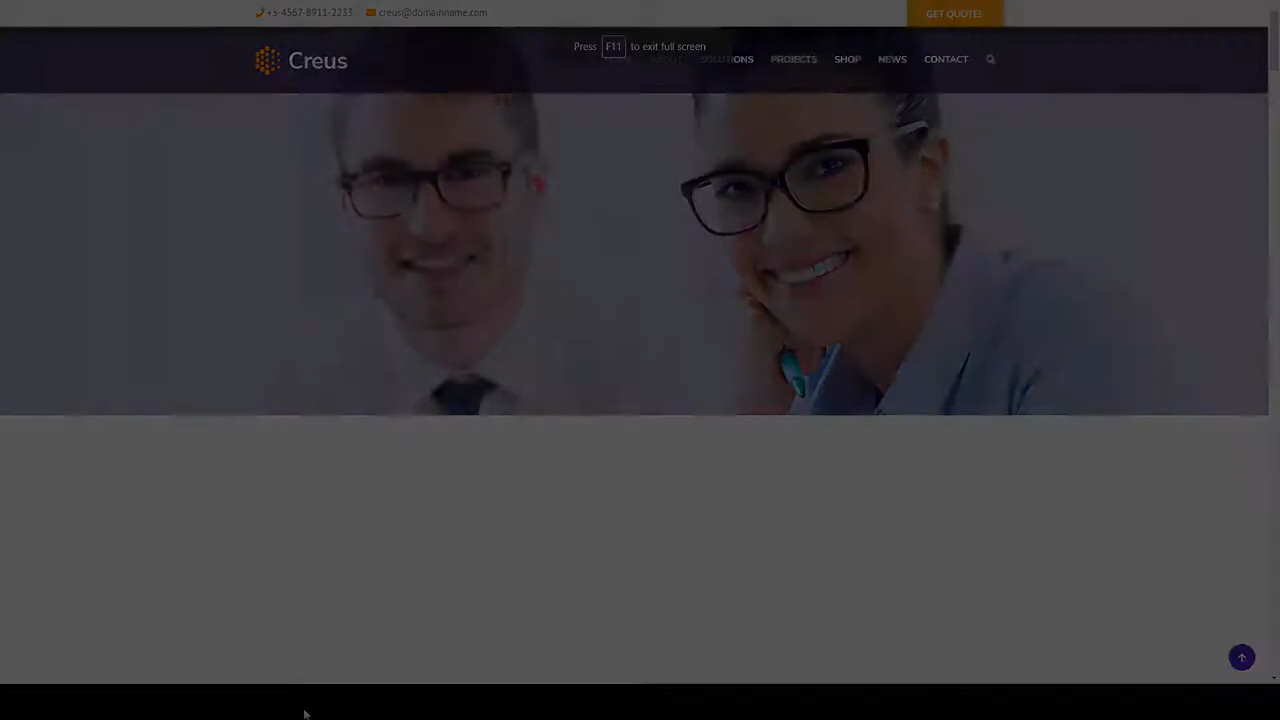 +3-4567-8911-2233 creus@domainname.com GET QUOTE!
Press F11 to exit full screen
Creus ABOUT SOLUTIONS PROJECTS SHOP NEWS CONTACT